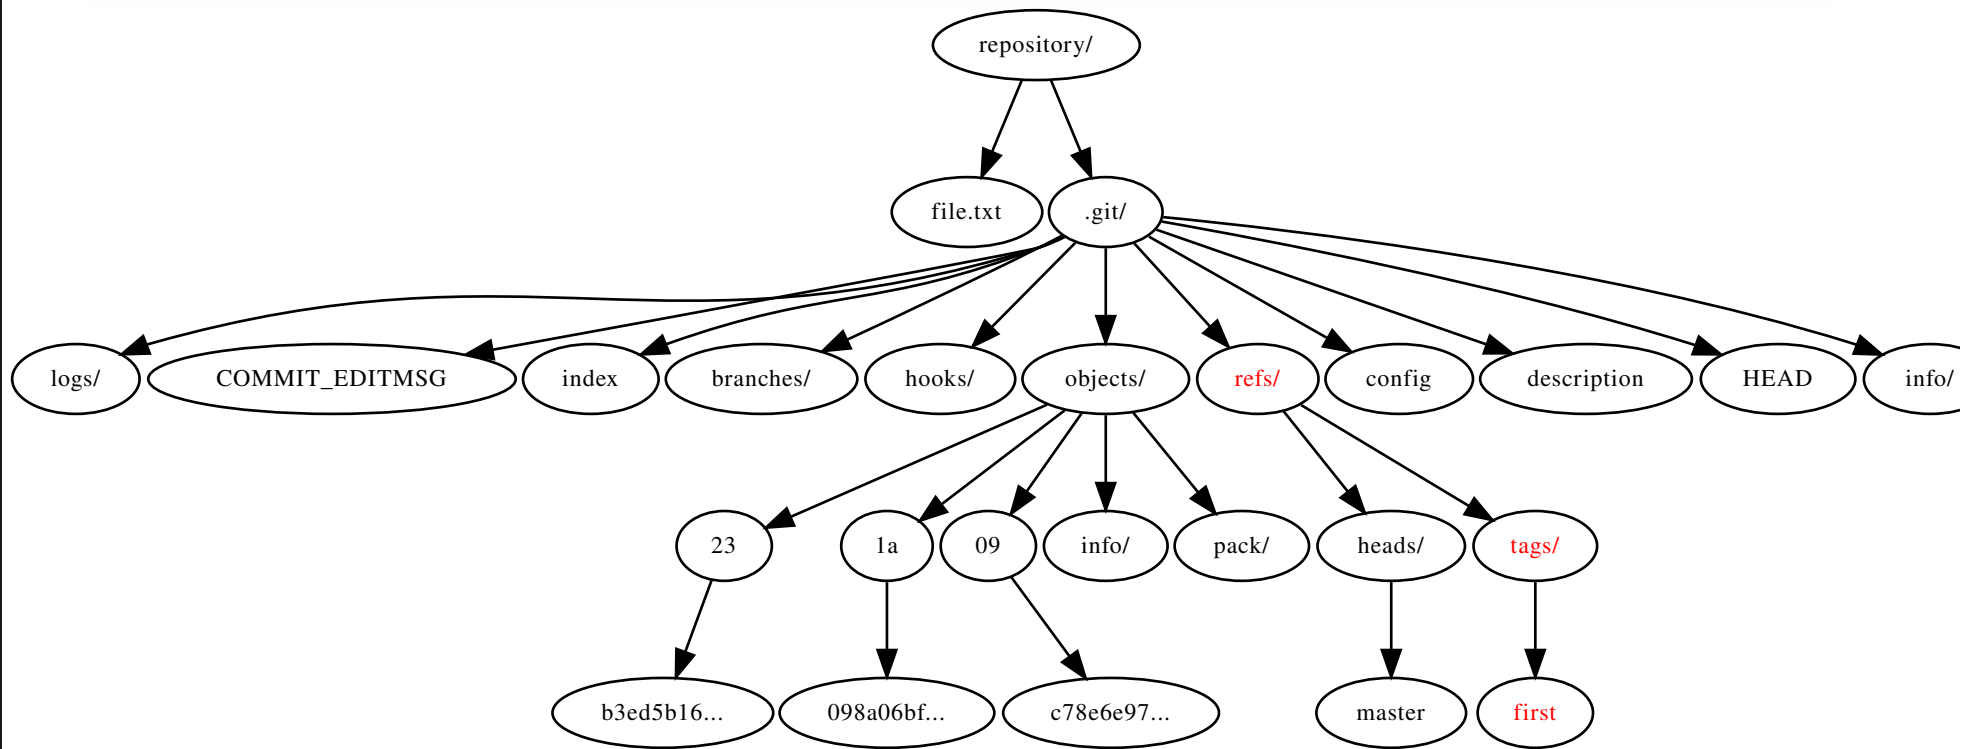 repository/
file.txt
.git/
logs/
COMMIT_EDITMSG
index
branches/
hooks/
objects/
refs/
config
description
HEAD
info/
23
1a
09
info/
pack/
heads/
tags/
b3ed5b16...
098a06bf...
c78e6e97...
master
first